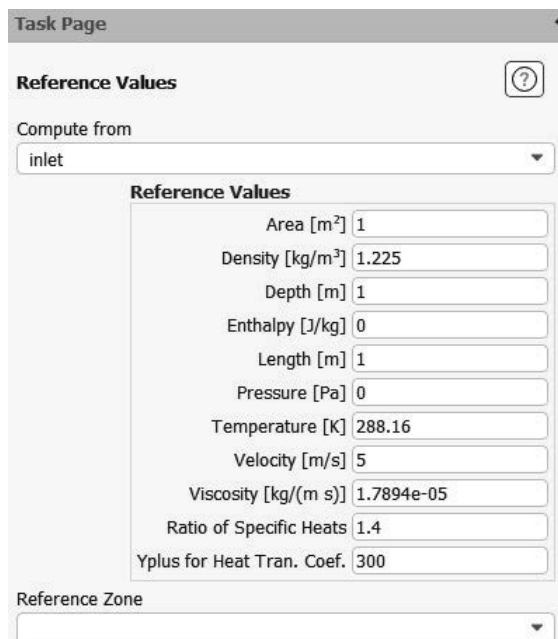 Task Page
Reference Values
?
Compute from
inlet
Reference Values
Area [m²] 1
Density [kg/m³] 1.225
Depth [m] 1
Enthalpy [J/kg] 0
Length [m] 1
Pressure [Pa] 0
Temperature [K] 288.16
Velocity [m/s] 5
Viscosity [kg/(m s)] 1.7894e-05
Ratio of Specific Heats 1.4
Yplus for Heat Tran. Coef. 300
Reference Zone